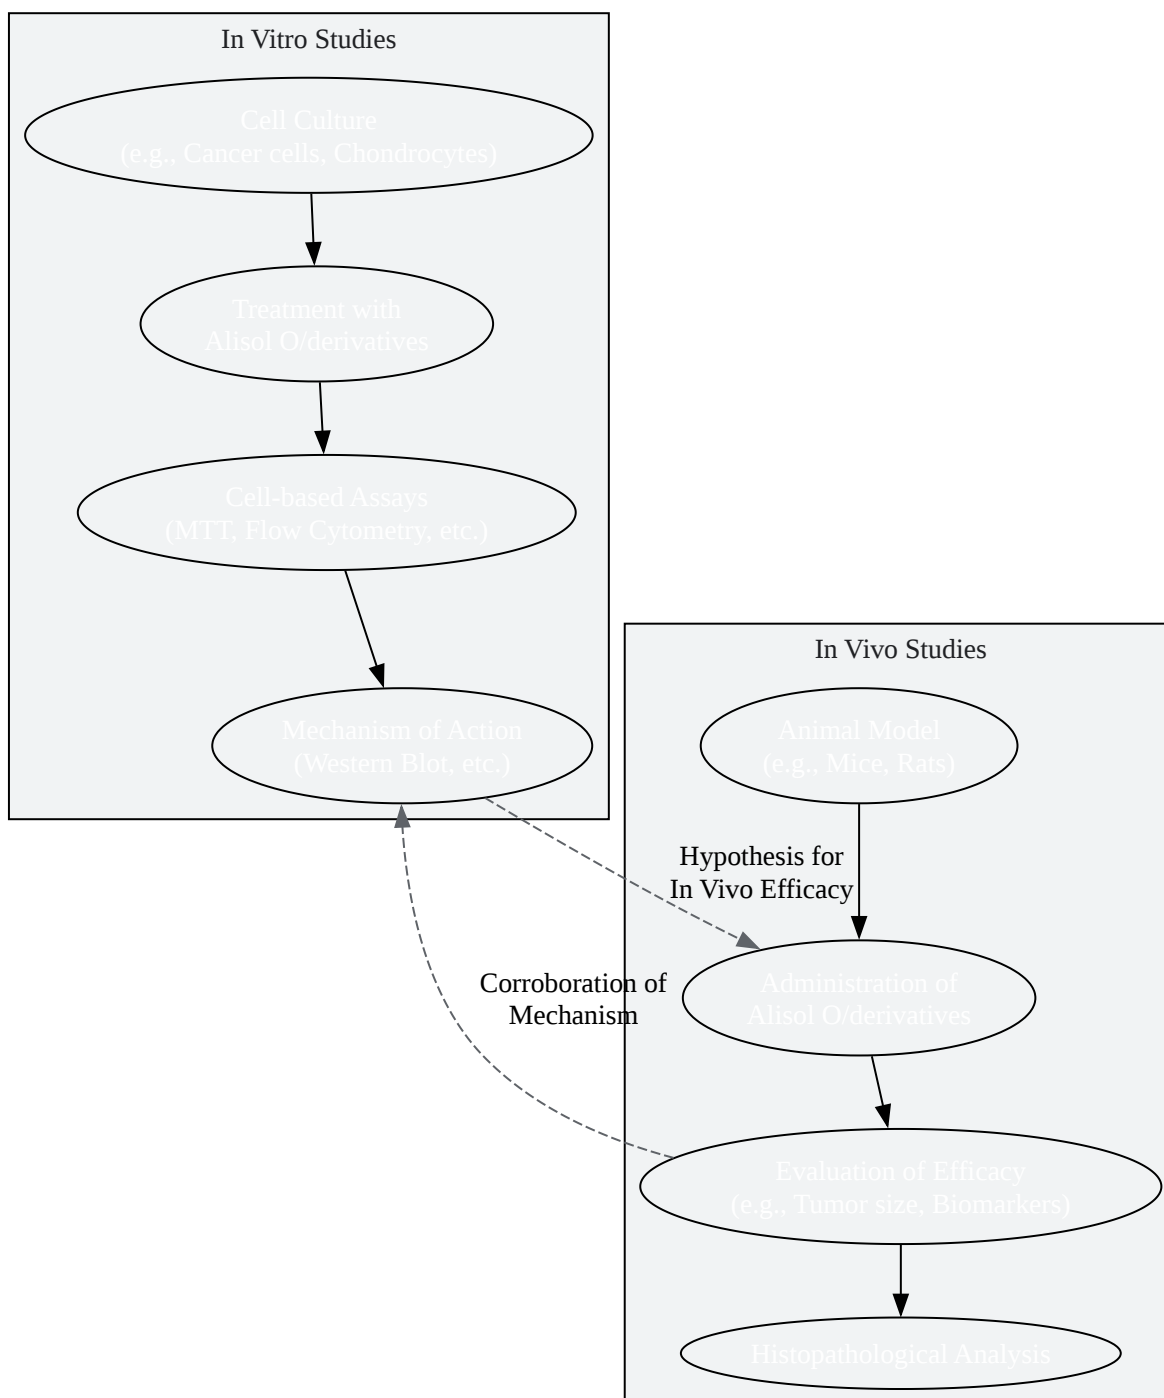 In Vitro Studies
Cell Culture
(e.g., Cancer cells, Chondrocytes)
Treatment with
Alisol O/derivatives
Cell-based Assays
(MTT, Flow Cytometry, etc.)
Mechanism of Action
(Western Blot, etc.)
In Vivo Studies
Animal Model
(e.g., Mice, Rats)
Hypothesis for
In Vivo Efficacy
Administration of
Alisol O/derivatives
Corroboration of
Mechanism
Evaluation of Efficacy
(e.g., Tumor size, Biomarkers)
Histopathological Analysis